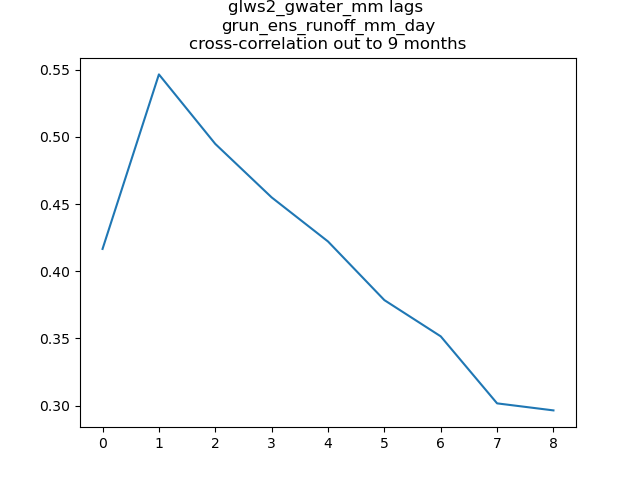 glws2_gwater_mm lags
grun_ens_runoff_mm_day
cross-correlation out to 9 months
0.55
0.50
0.45
0.40
0.35
0.30
0 1 2 3 4 5 6 7 8